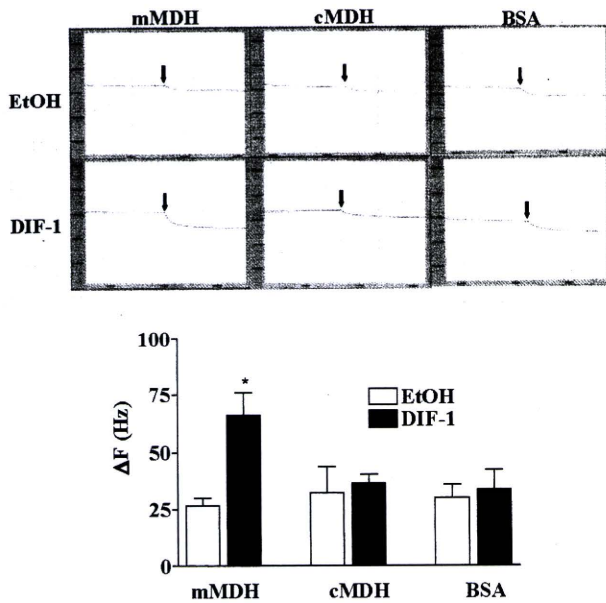 mMDH cMDH BSA
EtOH
DIF-1
100
75
50
25
0
ΔF (Hz)
*
EtOH
DIF-1
mMDH cMDH BSA